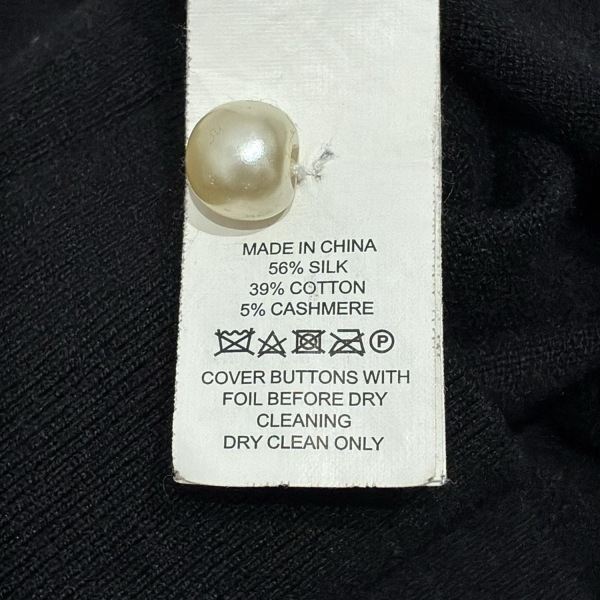 MADE IN CHINA
56% SILK
39% COTTON
5% CASHMERE
P
COVER BUTTONS WITH
FOIL BEFORE DRY
CLEANING
DRY CLEAN ONLY